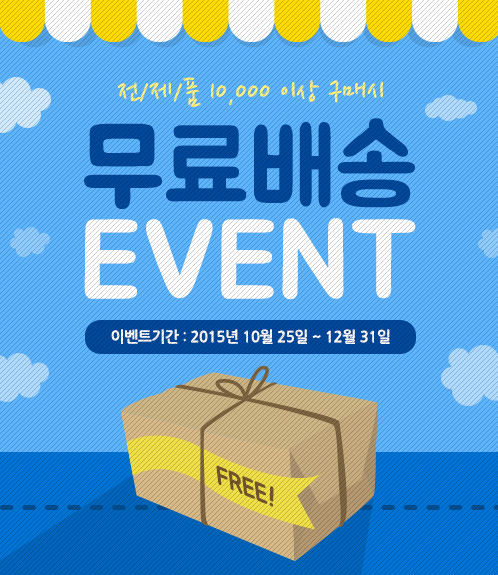 전/제/품 10,000 이상 구매시
무료배송
EVENT
이벤트기간 : 2015년 10월 25일 ~ 12월 31일
FREE!